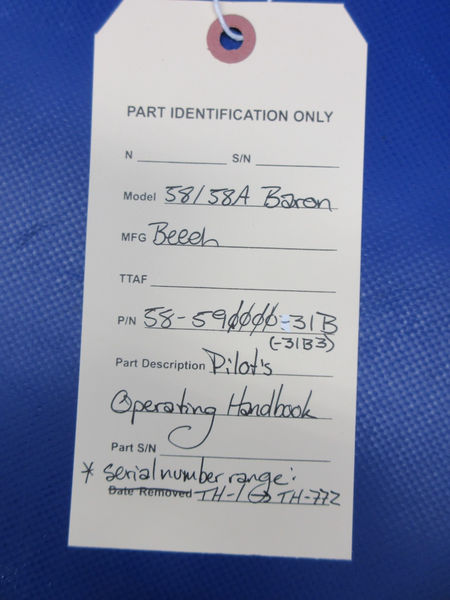 PART IDENTIFICATION ONLY
N S/N
Model 58/58A Baron
MFG Beech
TTAF
P/N 58-590000-31B
(-31B3)
Part Description Pilot's
Operating Handbook
Part S/N
* serial number range:
Date Removed TH-1 ↔ TH-772